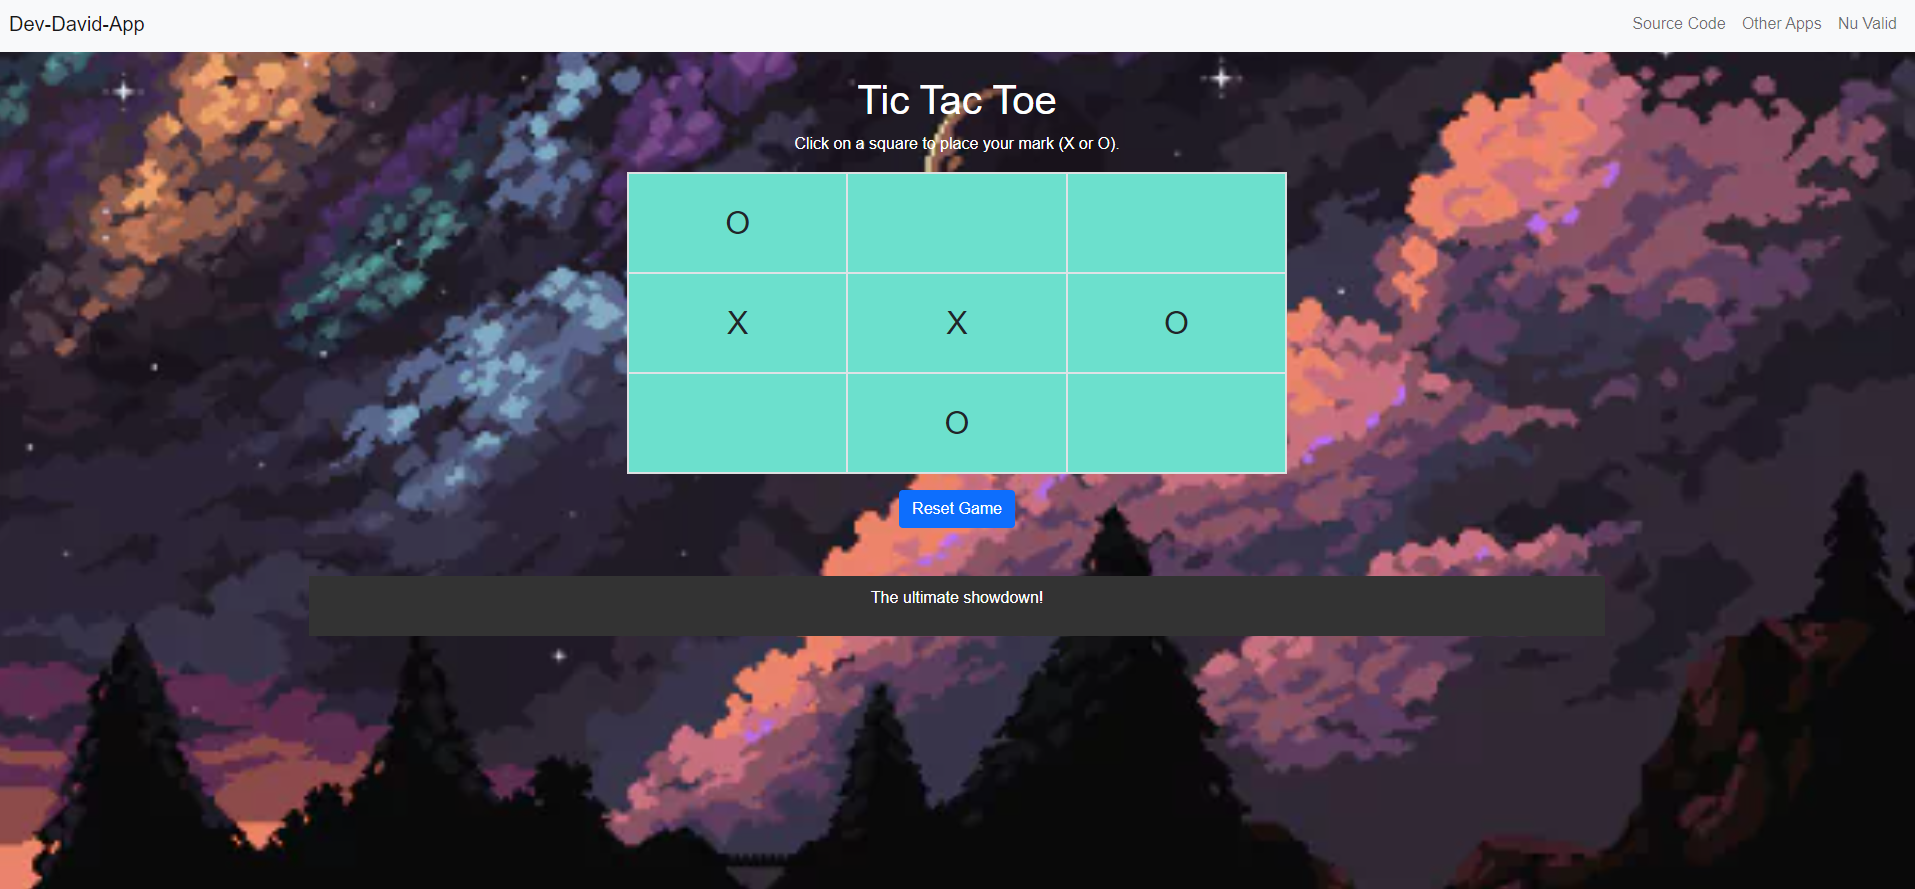 Dev-David-App
Source Code Other Apps Nu Valid
Tic Tac Toe
Click on a square to place your mark (X or O).
O
X X O
O
Reset Game
The ultimate showdown!